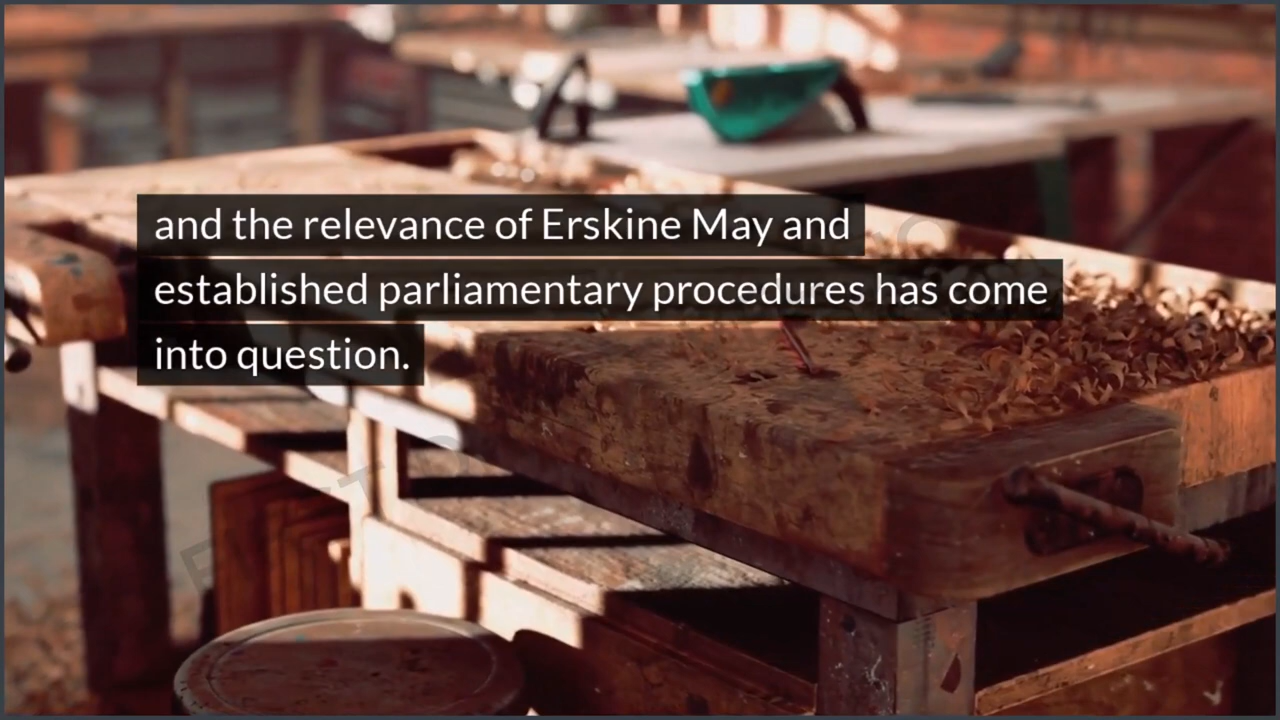 and the relevance of Erskine May and
established parliamentary procedures has come
into question.